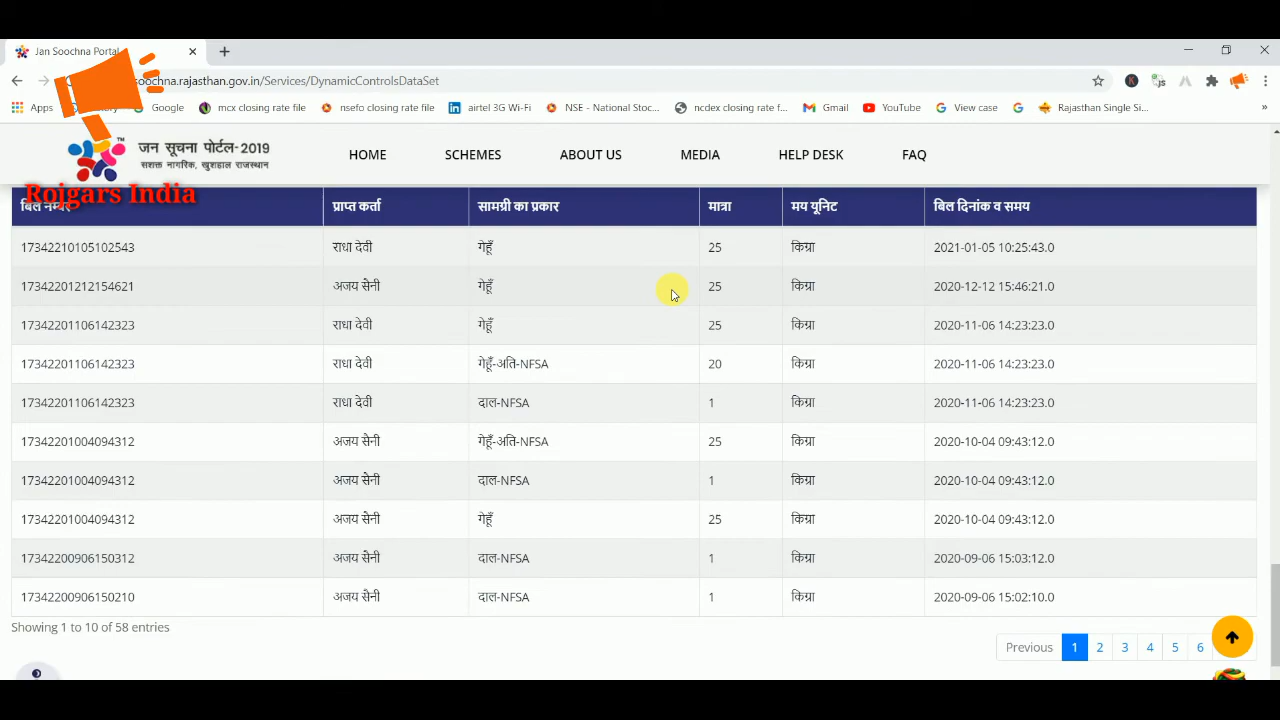 Jan Soochna Portal
soochna.rajasthan.gov.in/Services/DynamicControlsDataSet
Apps Google mcx closing rate file nsefo closing rate file airtel 3G Wi-Fi NSE - National Stoc... ncdex closing rate f... Gmail YouTube View case Rajasthan Single Si...
जन सूचना पोर्टल-2019
सशक्त नागरिक, खुशहाल राजस्थान
HOME SCHEMES ABOUT US MEDIA HELP DESK FAQ
Rojgars India
बिल नम्बर प्राप्त कर्ता सामग्री का प्रकार मात्रा मय यूनिट बिल दिनांक व समय
17342210105102543 राधा देवी गेहूँ 25 किग्रा 2021-01-05 10:25:43.0
17342201212154621 अजय सैनी गेहूँ 25 किग्रा 2020-12-12 15:46:21.0
17342201106142323 राधा देवी गेहूँ 25 किग्रा 2020-11-06 14:23:23.0
17342201106142323 राधा देवी गेहूँ-अति-NFSA 20 किग्रा 2020-11-06 14:23:23.0
17342201106142323 राधा देवी दाल-NFSA 1 किग्रा 2020-11-06 14:23:23.0
17342201004094312 अजय सैनी गेहूँ-अति-NFSA 25 किग्रा 2020-10-04 09:43:12.0
17342201004094312 अजय सैनी दाल-NFSA 1 किग्रा 2020-10-04 09:43:12.0
17342201004094312 अजय सैनी गेहूँ 25 किग्रा 2020-10-04 09:43:12.0
17342200906150312 अजय सैनी दाल-NFSA 1 किग्रा 2020-09-06 15:03:12.0
17342200906150210 अजय सैनी दाल-NFSA 1 किग्रा 2020-09-06 15:02:10.0
Showing 1 to 10 of 58 entries
Previous 1 2 3 4 5 6